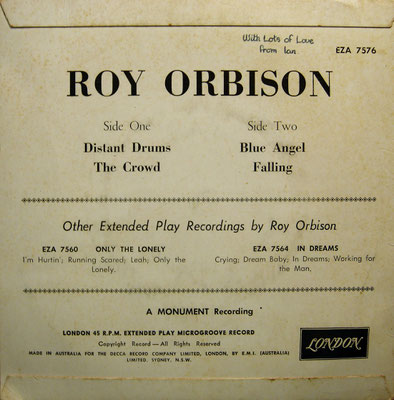 With Lots of Love
from Ian
EZA 7576
ROY ORBISON
Side One
Distant Drums
The Crowd
Side Two
Blue Angel
Falling
Other Extended Play Recordings by Roy Orbison
EZA 7560 ONLY THE LONELY
I'm Hurtin'; Running Scared; Leah; Only the
Lonely.
EZA 7564 IN DREAMS
Crying; Dream Baby; In Dreams; Working for
the Man.
A MONUMENT Recording
LONDON 45 R.P.M. EXTENDED PLAY MICROGROOVE RECORD
Copyright Record — All Rights Reserved
MADE IN AUSTRALIA FOR THE DECCA RECORD COMPANY LIMITED, LONDON, BY E.M.I. (AUSTRALIA)
LIMITED, SYDNEY, N.S.W.
LONDON